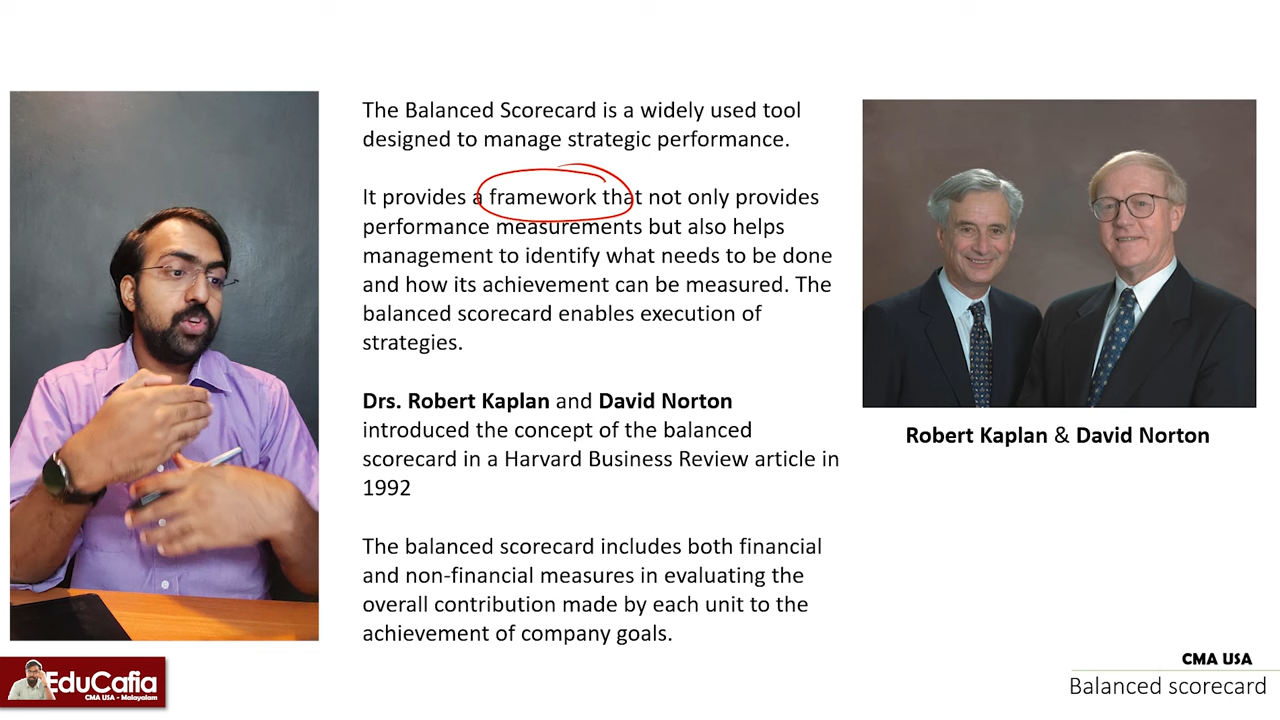 The Balanced Scorecard is a widely used tool
designed to manage strategic performance.
It provides a framework that not only provides
performance measurements but also helps
management to identify what needs to be done
and how its achievement can be measured. The
balanced scorecard enables execution of
strategies.
Drs. Robert Kaplan and David Norton
introduced the concept of the balanced
scorecard in a Harvard Business Review article in
1992
The balanced scorecard includes both financial
and non-financial measures in evaluating the
overall contribution made by each unit to the
achievement of company goals.
Robert Kaplan & David Norton
EduCafia
CMA USA - Malayalam
CMA USA
Balanced scorecard